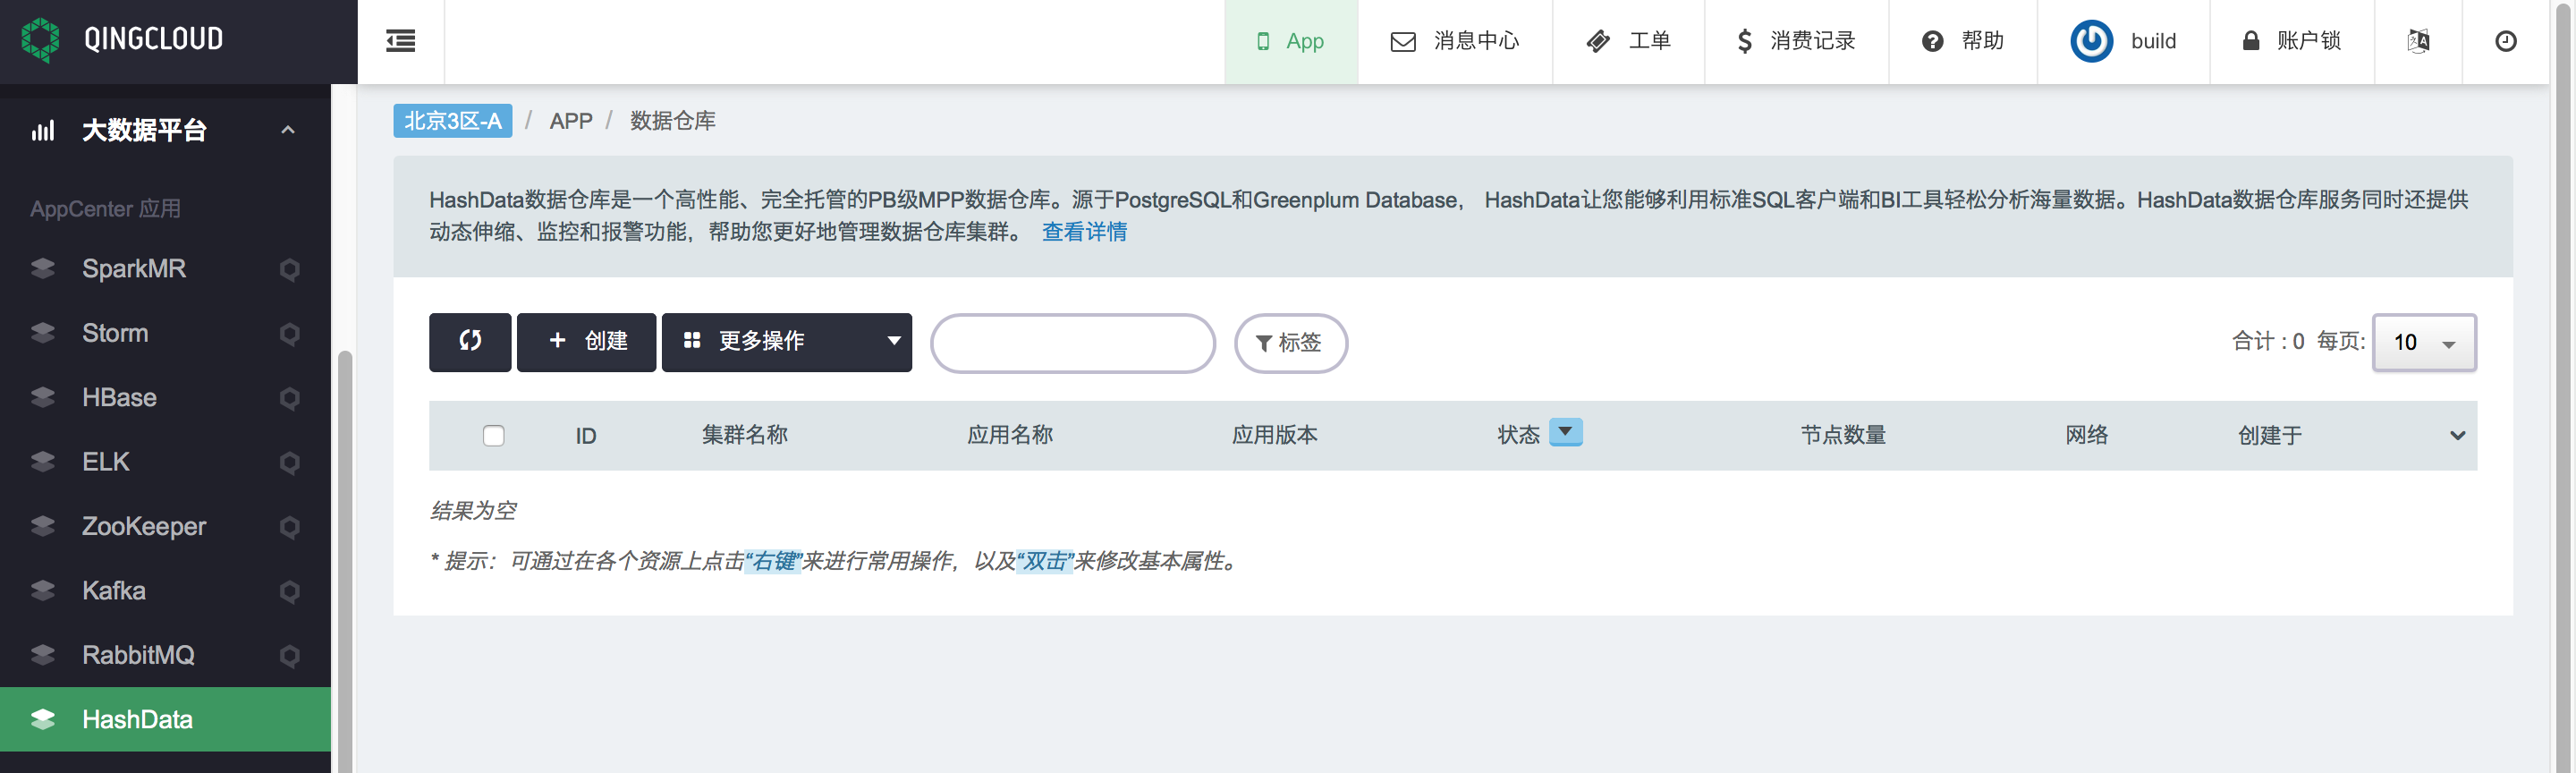 QINGCLOUD
App
消息中心
工单
消费记录
帮助
build
账户锁
大数据平台
AppCenter 应用
SparkMR
Storm
HBase
ELK
ZooKeeper
Kafka
RabbitMQ
HashData
北京3区-A / APP / 数据仓库
HashData数据仓库是一个高性能、完全托管的PB级MPP数据仓库。源于PostgreSQL和Greenplum Database， HashData让您能够利用标准SQL客户端和BI工具轻松分析海量数据。HashData数据仓库服务同时还提供
动态伸缩、监控和报警功能，帮助您更好地管理数据仓库集群。 查看详情
+ 创建
更多操作
标签
合计 : 0 每页: 10
ID 集群名称 应用名称 应用版本 状态 节点数量 网络 创建于
结果为空
* 提示：可通过在各个资源上点击“右键”来进行常用操作，以及“双击”来修改基本属性。